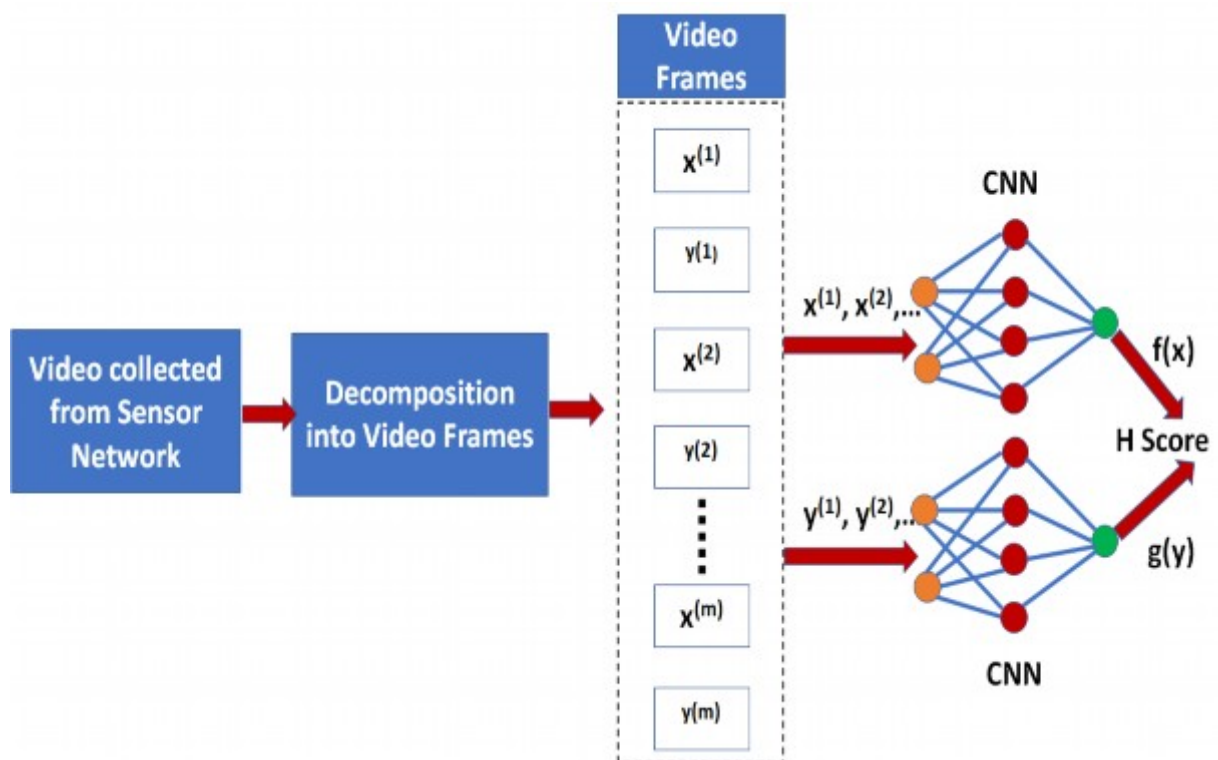 Video
Frames
x^(1)
y(1)
x^(2)
y(2)
x^(m)
y(m)
Video collected
from Sensor
Network
Decomposition
into Video Frames
x^(1), x^(2),...
y^(1), y^(2),...
CNN
f(x)
H Score
g(y)
CNN